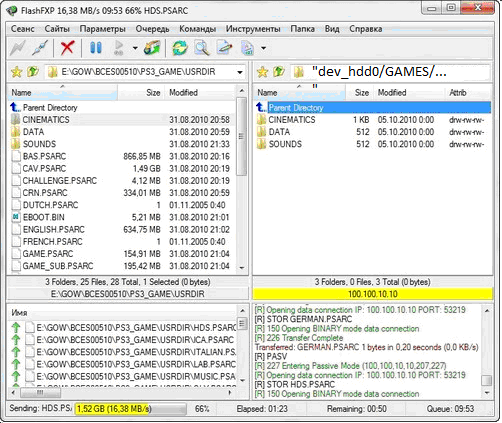 FlashFXP 16,38 MB/s 09:53 66% HDS.PSARC
Сеанс Сайты Параметры Очередь Команды Инструменты Папка Вид Справка
E:\GOW\BCES00510\PS3_GAME\USRDIR
Name Size Modified
Parent Directory
CINEMATICS 31.08.2010 20:58
DATA 31.08.2010 20:59
SOUNDS 31.08.2010 21:33
BAS.PSARC 866,85 MB 31.08.2010 20:16
CAV.PSARC 1,49 GB 31.08.2010 20:19
CHALLENGE.PSARC 4,12 MB 31.08.2010 20:19
CRN.PSARC 334,01 MB 31.08.2010 20:59
DUTCH.PSARC 1 01.11.2005 0:40
EBOOT.BIN 5,21 MB 31.08.2010 21:01
ENGLISH.PSARC 634,75 MB 31.08.2010 21:02
FRENCH.PSARC 1 01.11.2005 0:40
GAME.PSARC 154,91 MB 31.08.2010 21:04
GAME_SUB.PSARC 195,42 MB 31.08.2010 21:04
3 Folders, 25 Files, 28 Total, 1 Selected (0 bytes)
E:\GOW\BCES00510\PS3_GAME\USRDIR
"dev_hdd0/GAMES/...
"
Name Size Modified Attrib
Parent Directory
CINEMATICS 1 KB 05.10.2010 0:00 drw-rw-rw-
DATA 512 05.10.2010 0:00 drw-rw-rw-
SOUNDS 512 05.10.2010 0:00 drw-rw-rw-
3 Folders, 0 Files, 3 Total (0 bytes)
100.100.10.10
Имя
E:\GOW\BCES00510\PS3_GAME\USRDIR\HDS.PSARC
E:\GOW\BCES00510\PS3_GAME\USRDIR\ICA.PSARC
E:\GOW\BCES00510\PS3_GAME\USRDIR\ITALIAN.PS
E:\GOW\BCES00510\PS3_GAME\USRDIR\LAB.PSARC
E:\GOW\BCES00510\PS3_GAME\USRDIR\MUSIC.PSA
[R] Opening data connection IP: 100.100.10.10 PORT: 53219
[R] STOR GERMAN.PSARC
[R] 150 Opening BINARY mode data connection
[R] 226 Transfer Complete
Transferred: GERMAN.PSARC 1 bytes in 0,20 seconds (0,0 KB/s)
[R] PASV
[R] 227 Entering Passive Mode (100,100,10,10,207,227)
[R] Opening data connection IP: 100.100.10.10 PORT: 53219
[R] STOR HDS.PSARC
[R] 150 Opening BINARY mode data connection
Sending: HDS.PS 1,52 GB (16,38 MB/s) 66% Elapsed: 01:23 Remaining: 00:50 Queue: 09:53